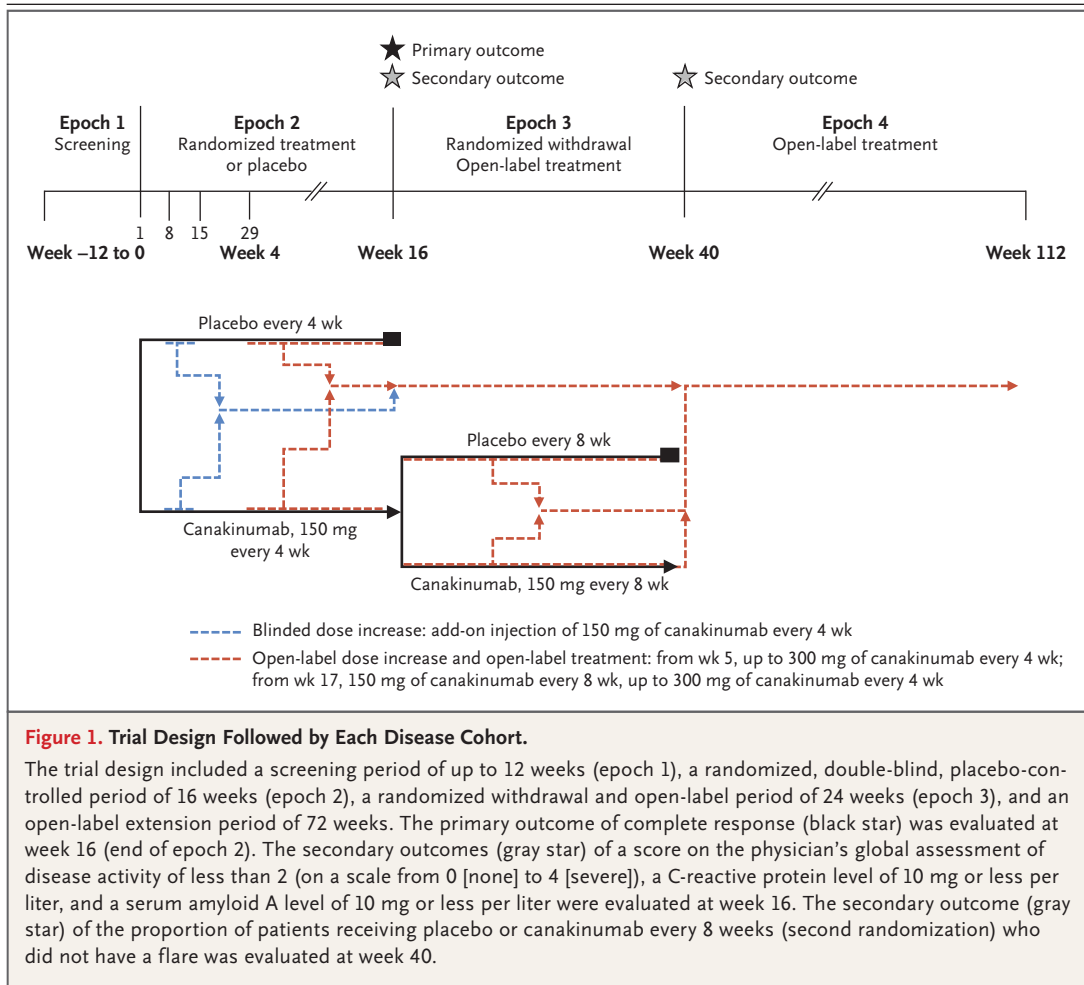 Primary outcome
Secondary outcome
Secondary outcome
Epoch 1
Screening
Epoch 2
Randomized treatment
or placebo
Epoch 3
Randomized withdrawal
Open-label treatment
Epoch 4
Open-label treatment
1
8
15
29
Week –12 to 0
Week 4
Week 16
Week 40
Week 112
Placebo every 4 wk
Placebo every 8 wk
Canakinumab, 150 mg
every 4 wk
Canakinumab, 150 mg every 8 wk
Blinded dose increase: add-on injection of 150 mg of canakinumab every 4 wk
Open-label dose increase and open-label treatment: from wk 5, up to 300 mg of canakinumab every 4 wk;
from wk 17, 150 mg of canakinumab every 8 wk, up to 300 mg of canakinumab every 4 wk
Figure 1. Trial Design Followed by Each Disease Cohort.
The trial design included a screening period of up to 12 weeks (epoch 1), a randomized, double-blind, placebo-con-
trolled period of 16 weeks (epoch 2), a randomized withdrawal and open-label period of 24 weeks (epoch 3), and an
open-label extension period of 72 weeks. The primary outcome of complete response (black star) was evaluated at
week 16 (end of epoch 2). The secondary outcomes (gray star) of a score on the physician’s global assessment of
disease activity of less than 2 (on a scale from 0 [none] to 4 [severe]), a C-reactive protein level of 10 mg or less per
liter, and a serum amyloid A level of 10 mg or less per liter were evaluated at week 16. The secondary outcome (gray
star) of the proportion of patients receiving placebo or canakinumab every 8 weeks (second randomization) who
did not have a flare was evaluated at week 40.